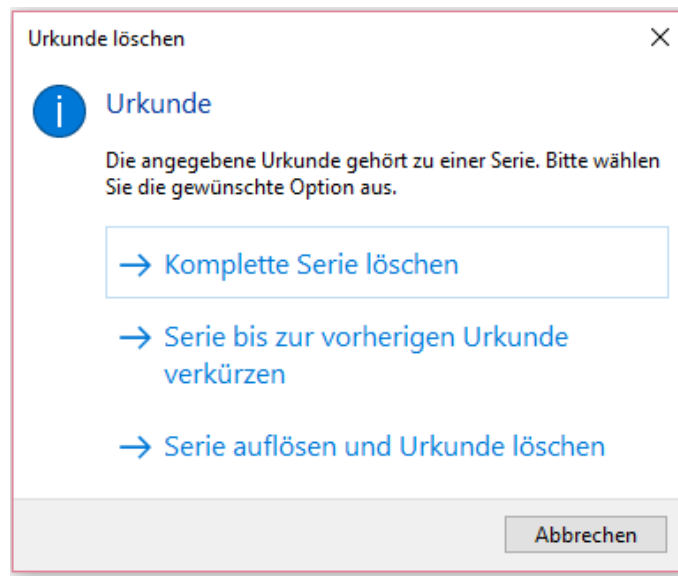 Urkunde löschen
Urkunde
Die angegebene Urkunde gehört zu einer Serie. Bitte wählen
Sie die gewünschte Option aus.
→ Komplette Serie löschen
→ Serie bis zur vorherigen Urkunde
verkürzen
→ Serie auflösen und Urkunde löschen
Abbrechen